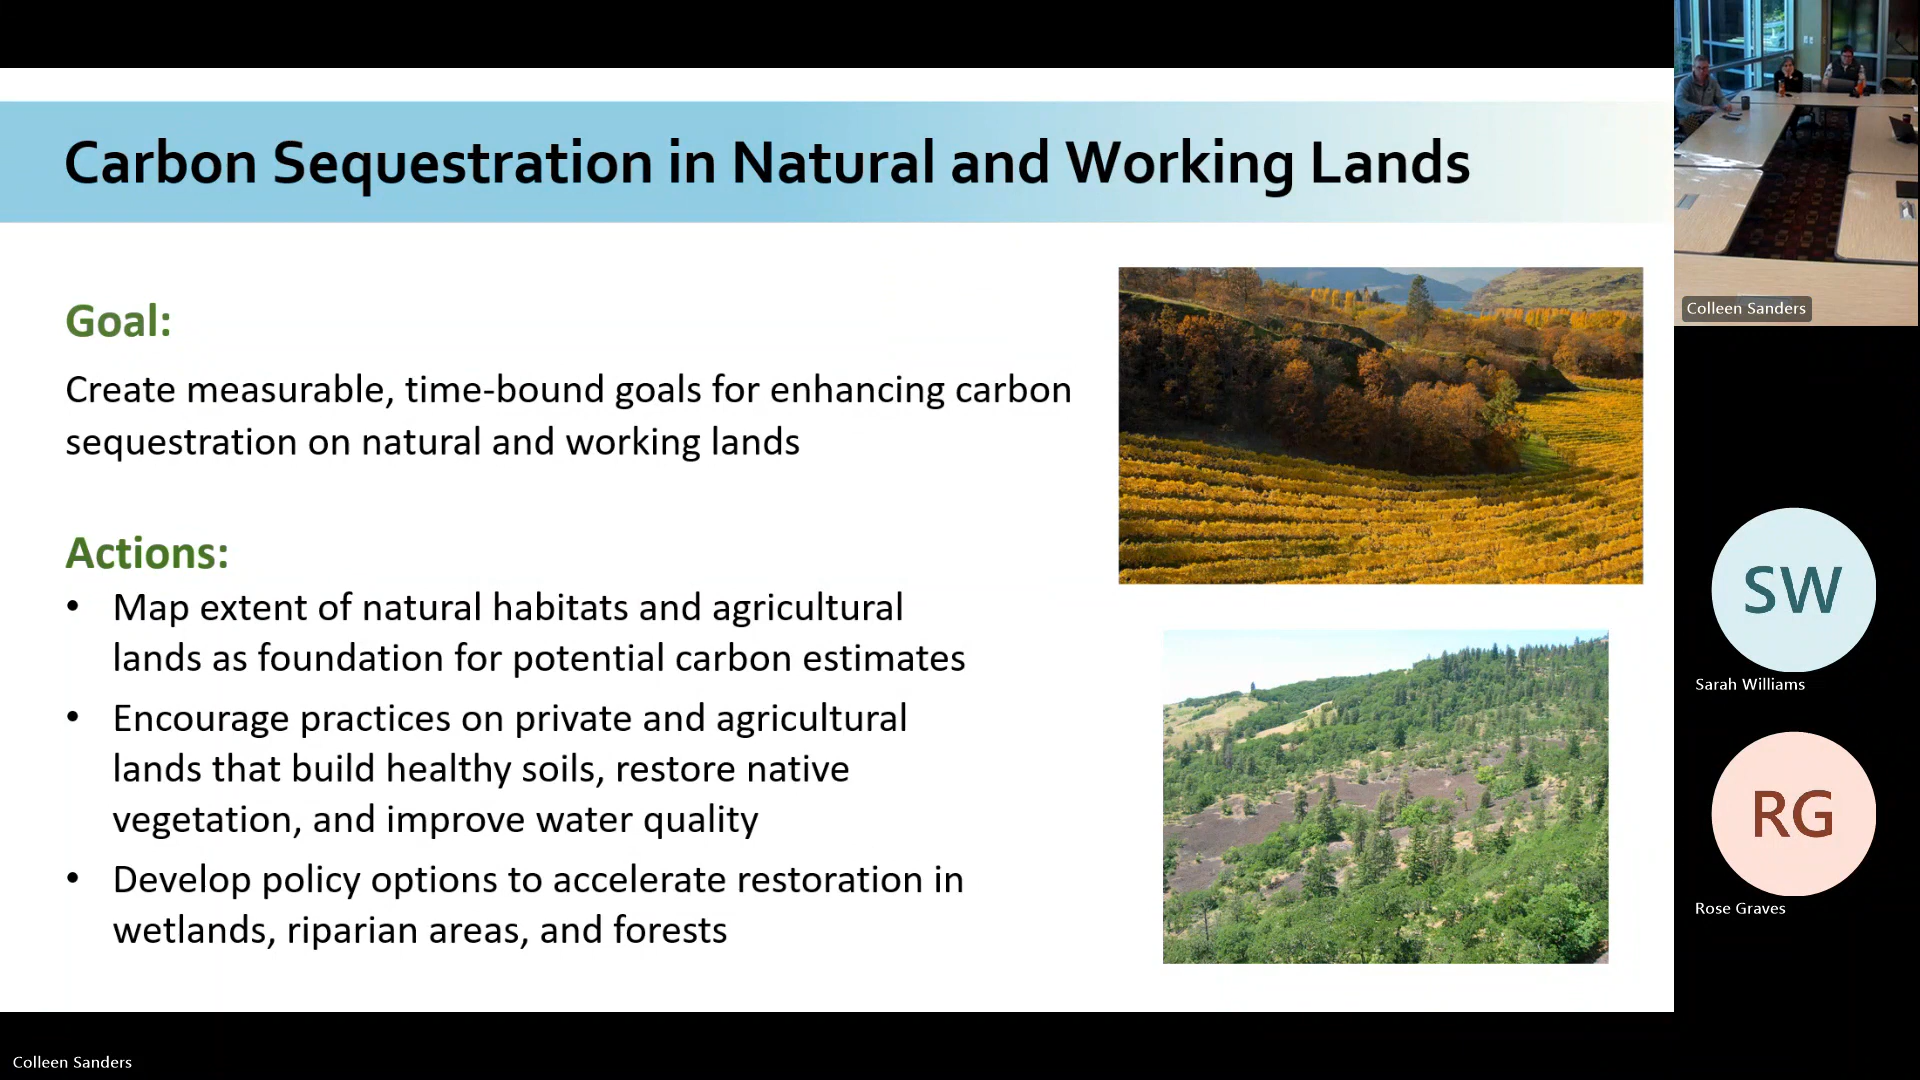 Carbon Sequestration in Natural and Working Lands
Goal:
Create measurable, time-bound goals for enhancing carbon
sequestration on natural and working lands
Actions:
• Map extent of natural habitats and agricultural
lands as foundation for potential carbon estimates
• Encourage practices on private and agricultural
lands that build healthy soils, restore native
vegetation, and improve water quality
• Develop policy options to accelerate restoration in
wetlands, riparian areas, and forests
Colleen Sanders
SW
Sarah Williams
RG
Rose Graves
Colleen Sanders